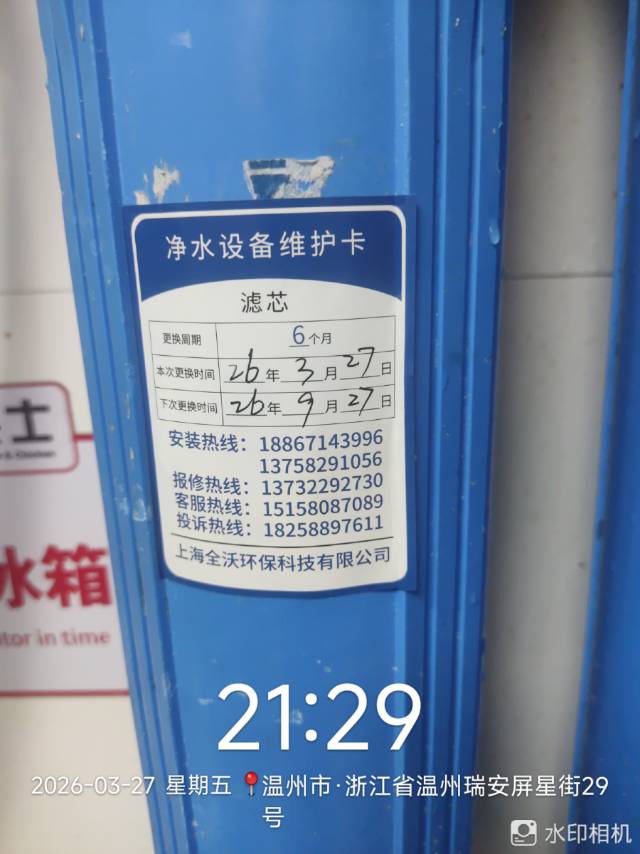 净水设备维护卡
滤芯
更换周期 6个月
本次更换时间 26年3月27日
下次更换时间 26年9月27日
安装热线：18867143996
13758291056
报修热线：13732292730
客服热线：15158087089
投诉热线：18258897611
上海全沃环保科技有限公司
士
冰箱
tor in time
21:29
2026-03-27 星期五 温州市·浙江省温州瑞安屏星街29
号
水印相机